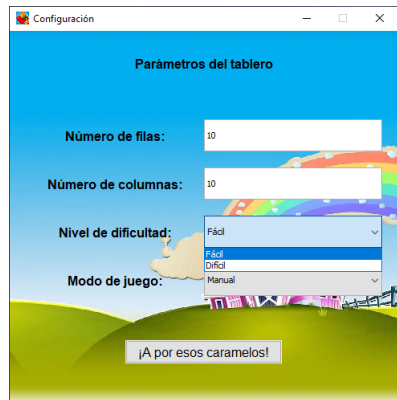 Configuración
Parámetros del tablero
Número de filas: 10
Número de columnas: 10
Nivel de dificultad: Fácil
Fácil
Difícil
Modo de juego: Manual
¡A por esos caramelos!